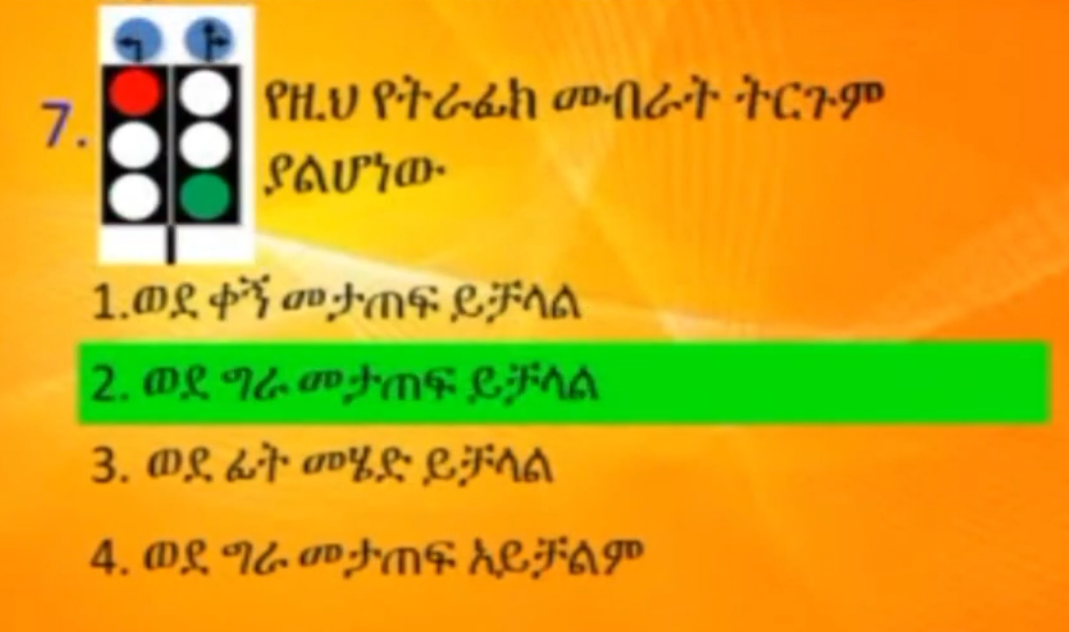 7. የዚህ የትራፊክ መብራት ትርጉም
ያልሆነው
1.ወደ ቀኝ መታጠፍ ይቻላል
2. ወደ ግራ መታጠፍ ይቻላል
3. ወደ ፊት መሄድ ይቻላል
4. ወደ ግራ መታጠፍ አይቻልም